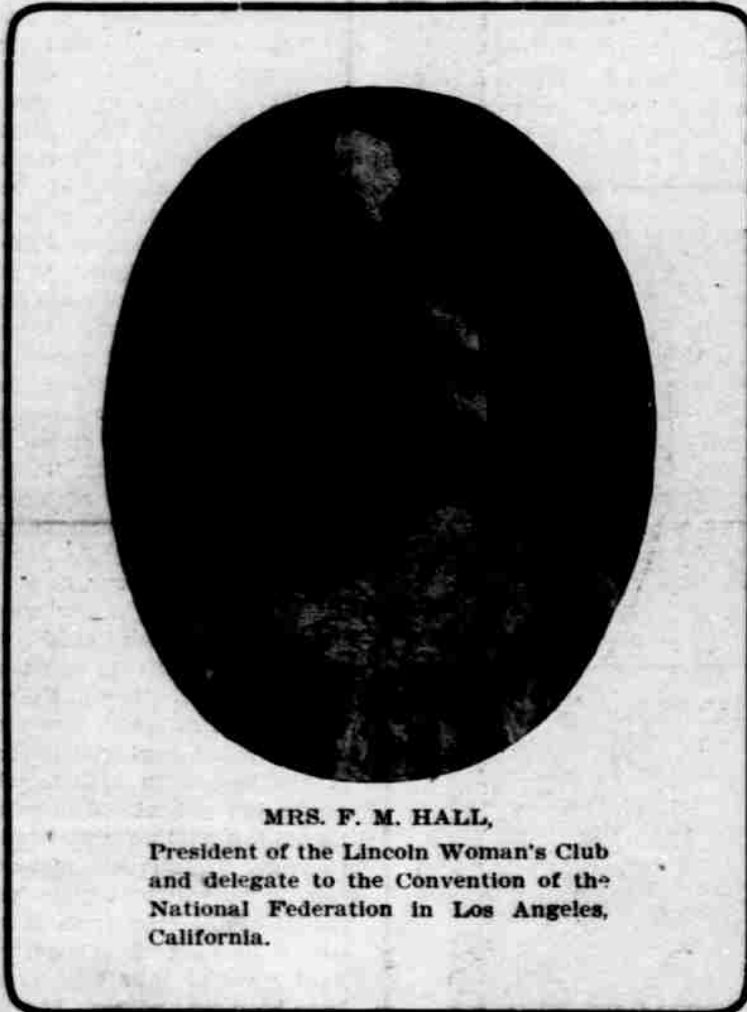 MRS. F. M. HALL,
President of the Lincoln Woman's Club
and delegate to the Convention of the
National Federation in Los Angeles,
California.